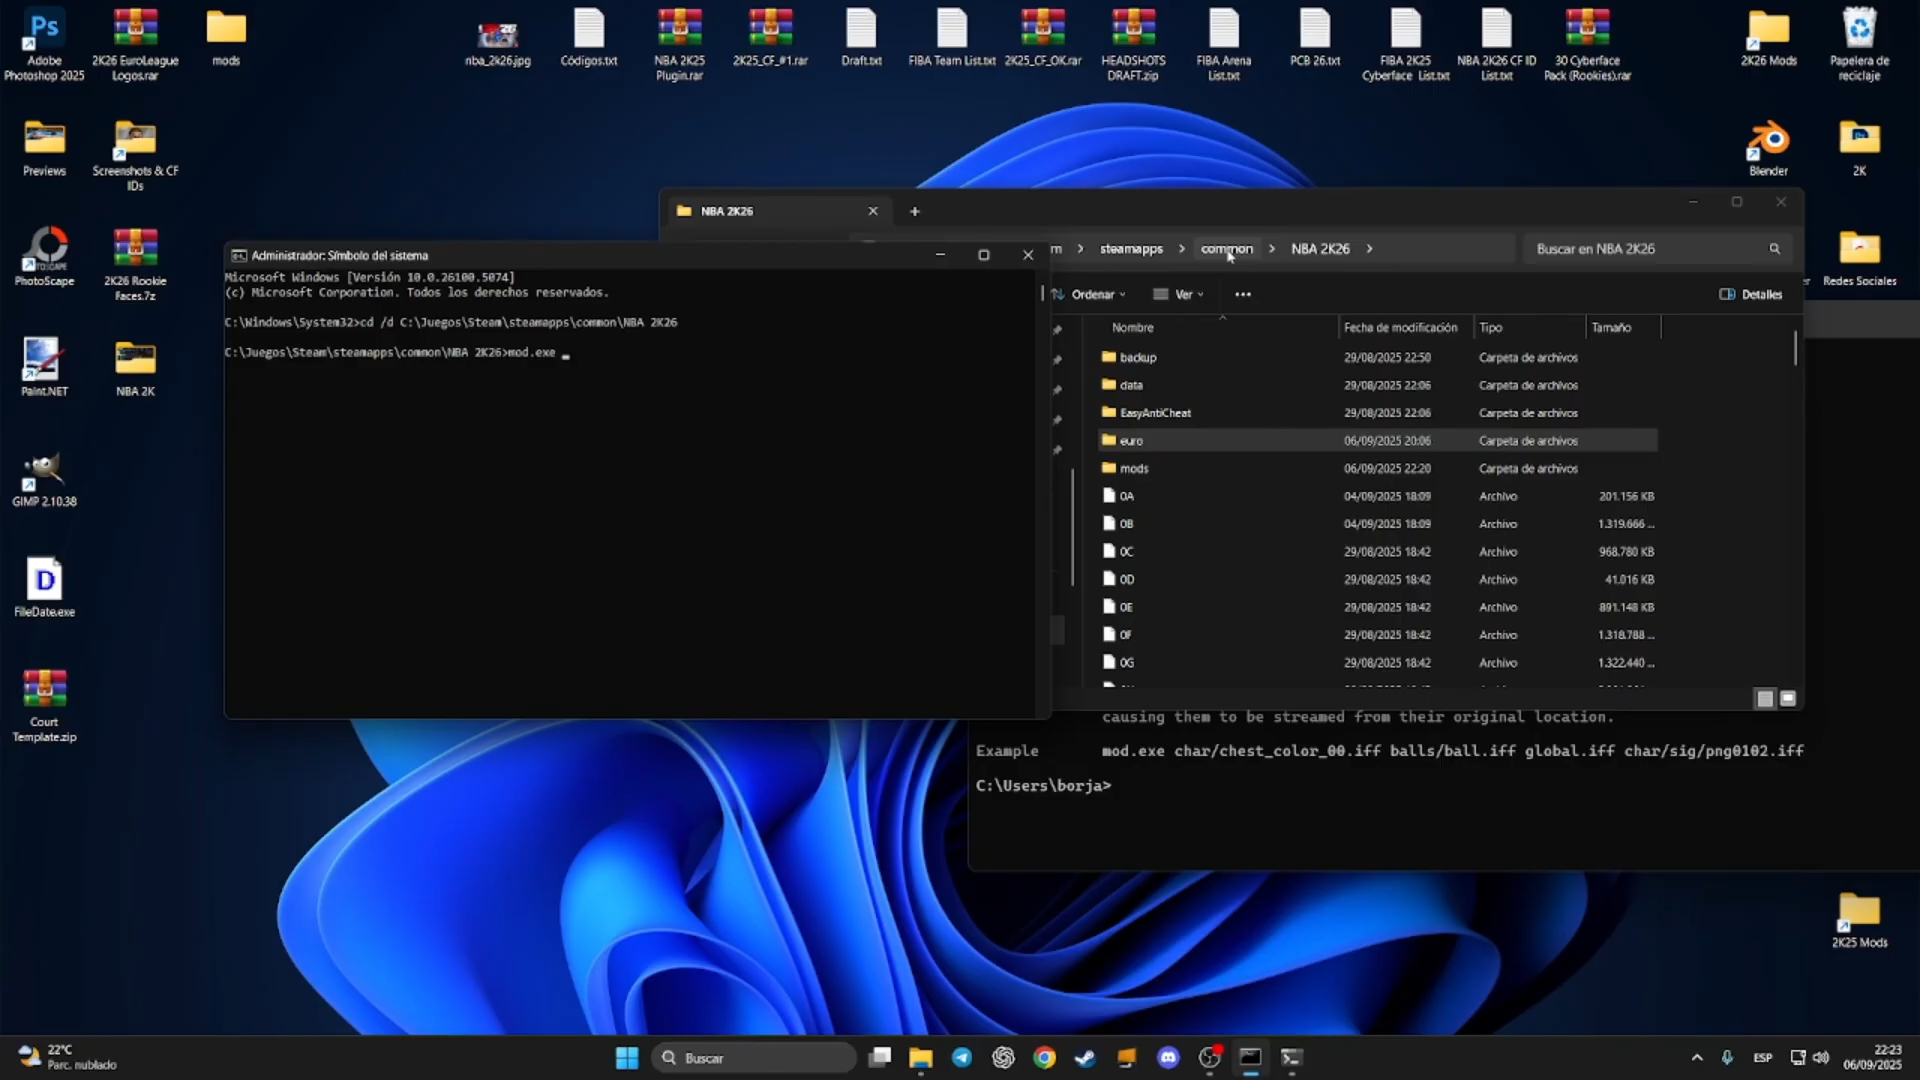 Adobe
Photoshop 2025
2K26 EuroLeague
Logos.rar
mods
nba_2k26.jpg
Códigos.txt
NBA 2K25
Plugin.rar
2K25_CF_#1.rar
Draft.txt
FIBA Team List.txt
2K25_CF_OK.rar
HEADSHOTS
DRAFT.zip
FIBA Arena
List.txt
PCB 26.txt
FIBA 2K25
Cyberface List.txt
NBA 2K26 CF ID
List.txt
30 Cyberface
Pack (Rookies).rar
2K26 Mods
Papelera de
reciclaje
Previews
Screenshots & CF
IDs
Blender
2K
PhotoScape
2K26 Rookie
Faces.7z
Redes Sociales
Paint.NET
NBA 2K
GIMP 2.10.38
FileDate.exe
Court
Template.zip
2K25 Mods
NBA 2K26
steamapps
common
NBA 2K26
Buscar en NBA 2K26
Ordenar
Ver
Detalles
Nombre Fecha de modificación Tipo Tamaño
backup 29/08/2025 22:50 Carpeta de archivos
data 29/08/2025 22:06 Carpeta de archivos
EasyAntiCheat 29/08/2025 22:06 Carpeta de archivos
euro 06/09/2025 20:06 Carpeta de archivos
mods 06/09/2025 22:20 Carpeta de archivos
0A 04/09/2025 18:09 Archivo 201.156 KB
0B 04/09/2025 18:09 Archivo 1.319.666 ...
0C 29/08/2025 18:42 Archivo 968.780 KB
0D 29/08/2025 18:42 Archivo 41.016 KB
0E 29/08/2025 18:42 Archivo 891.148 KB
0F 29/08/2025 18:42 Archivo 1.318.788 ...
0G 29/08/2025 18:42 Archivo 1.322.440 ...
Administrador: Símbolo del sistema
Microsoft Windows [Versión 10.0.26100.5074]
(c) Microsoft Corporation. Todos los derechos reservados.
C:\Windows\System32>cd /d C:\Juegos\Steam\steamapps\common\NBA 2K26
C:\Juegos\Steam\steamapps\common\NBA 2K26>mod.exe _
causing them to be streamed from their original location.
Example mod.exe char/chest_color_00.iff balls/ball.iff global.iff char/sig/png0102.iff
C:\Users\borja>
22°C
Parc. nublado
Buscar
ESP
22:23
06/09/2025